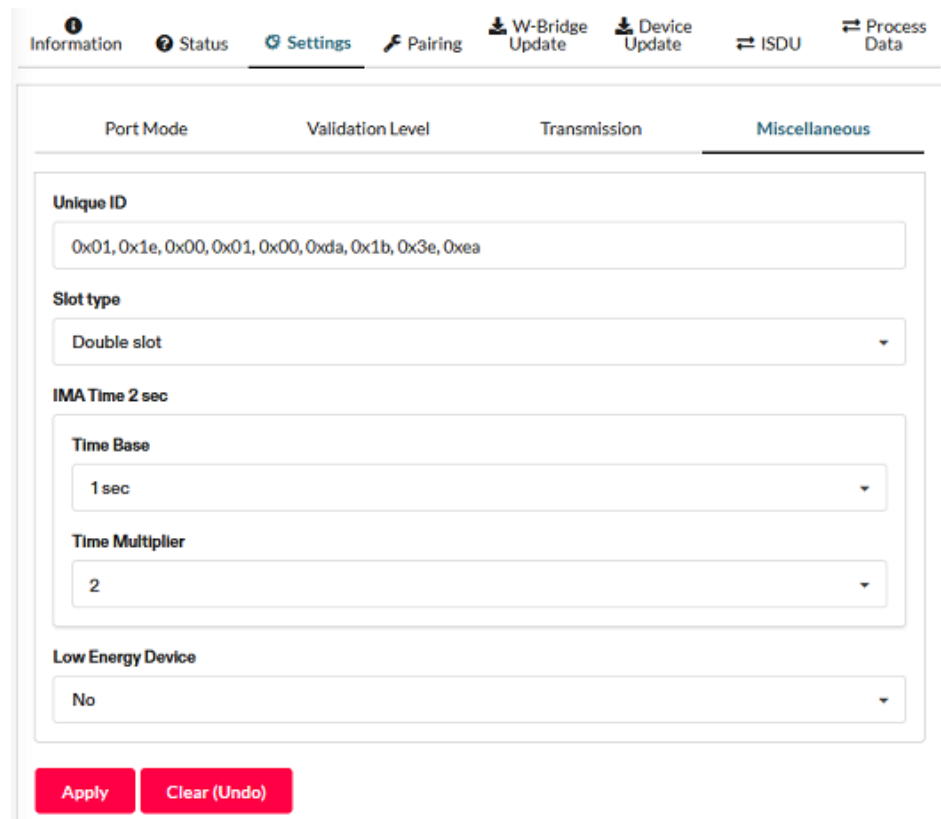 Information Status Settings Pairing W-Bridge Update Device Update ISDU Process Data
Port Mode Validation Level Transmission Miscellaneous
Unique ID
0x01, 0x1e, 0x00, 0x01, 0x00, 0xda, 0x1b, 0x3e, 0xea
Slot type
Double slot
IMA Time 2 sec
Time Base
1 sec
Time Multiplier
2
Low Energy Device
No
Apply Clear (Undo)